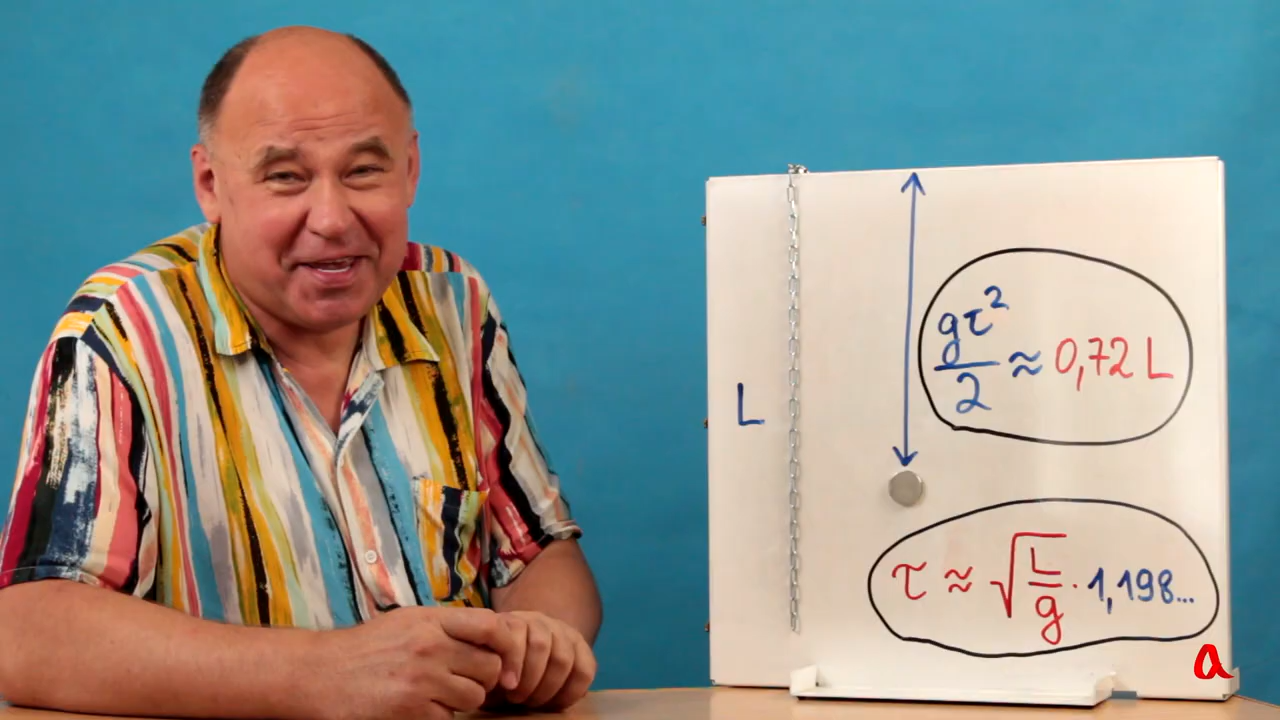 L
gτ²/2 ≈ 0,72 L
τ ≈ √(L/g) · 1,198...
a